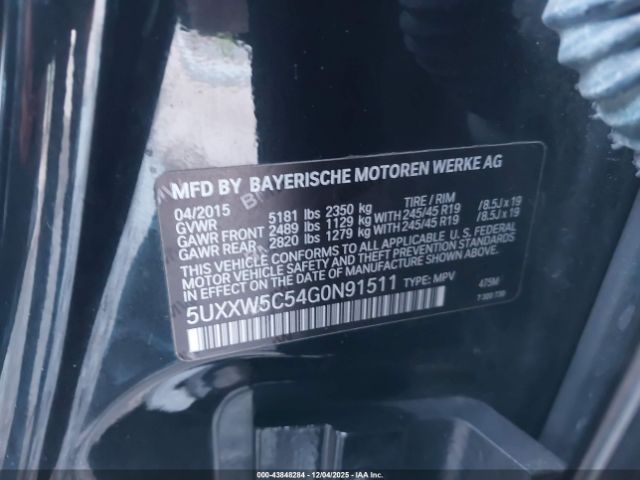 MFD BY BAYERISCHE MOTOREN WERKE AG
04/2015 TIRE / RIM
GVWR 5181 lbs 2350 kg
GAWR FRONT 2489 lbs 1129 kg WITH 245/45 R19 /8.5J x 19
GAWR REAR 2820 lbs 1279 kg WITH 245/45 R19 /8.5J x 19
THIS VEHICLE CONFORMS TO ALL APPLICABLE U.S. FEDERAL
MOTOR VEHICLE SAFETY AND THEFT PREVENTION STANDARDS
IN EFFECT ON THE DATE OF MANUFACTURE SHOWN ABOVE.
5UXXW5C54G0N91511 TYPE: MPV 475M
7 303 730
000-43848284 - 12/04/2025 - IAA Inc.